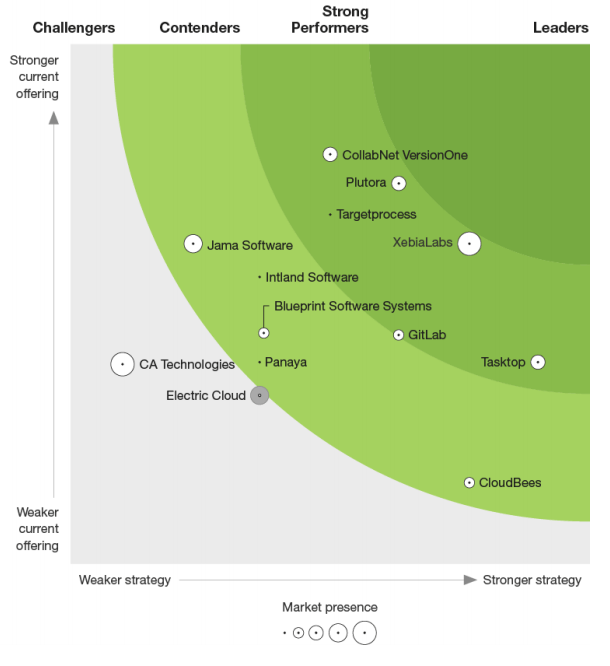 Challengers
Contenders
Strong
Performers
Leaders
Stronger
current
offering
CollabNet VersionOne
Plutora
Targetprocess
XebiaLabs
Jama Software
Intland Software
Blueprint Software Systems
GitLab
CA Technologies
Panaya
Tasktop
Electric Cloud
CloudBees
Weaker
current
offering
Weaker strategy
Stronger strategy
Market presence